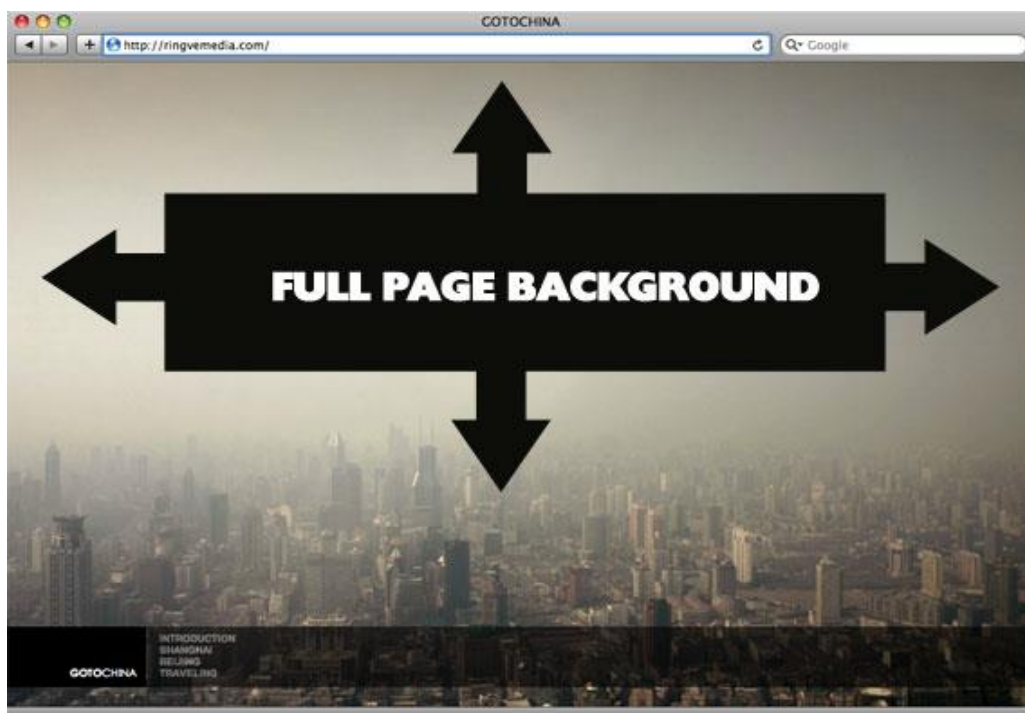 GOTOCHINA
http://ringvemedia.com/
Google
FULL PAGE BACKGROUND
INTRODUCTION
SHANGHAI
BEIJING
TRAVELING
GOTOCHINA